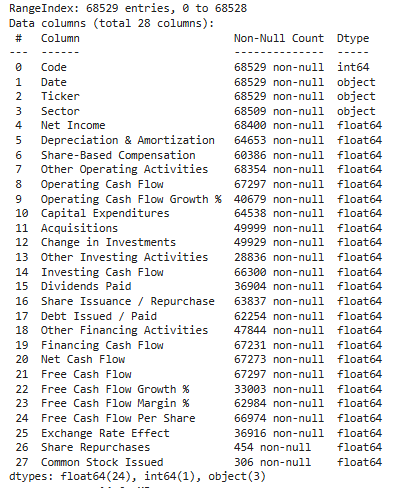 RangeIndex: 68529 entries, 0 to 68528
Data columns (total 28 columns):
 #   Column                      Non-Null Count  Dtype
---  ------                      --------------  -----
 0   Code                        68529 non-null  int64
 1   Date                        68529 non-null  object
 2   Ticker                      68529 non-null  object
 3   Sector                      68509 non-null  object
 4   Net Income                  68400 non-null  float64
 5   Depreciation & Amortization 64653 non-null  float64
 6   Share-Based Compensation    60386 non-null  float64
 7   Other Operating Activities  68354 non-null  float64
 8   Operating Cash Flow         67297 non-null  float64
 9   Operating Cash Flow Growth % 40679 non-null float64
 10  Capital Expenditures        64538 non-null  float64
 11  Acquisitions                49999 non-null  float64
 12  Change in Investments       49929 non-null  float64
 13  Other Investing Activities  28836 non-null  float64
 14  Investing Cash Flow         66300 non-null  float64
 15  Dividends Paid              36904 non-null  float64
 16  Share Issuance / Repurchase 63837 non-null  float64
 17  Debt Issued / Paid          62254 non-null  float64
 18  Other Financing Activities  47844 non-null  float64
 19  Financing Cash Flow         67231 non-null  float64
 20  Net Cash Flow               67273 non-null  float64
 21  Free Cash Flow              67297 non-null  float64
 22  Free Cash Flow Growth %     33003 non-null  float64
 23  Free Cash Flow Margin %     62984 non-null  float64
 24  Free Cash Flow Per Share    66974 non-null  float64
 25  Exchange Rate Effect        36916 non-null  float64
 26  Share Repurchases           454 non-null    float64
 27  Common Stock Issued         306 non-null    float64
dtypes: float64(24), int64(1), object(3)